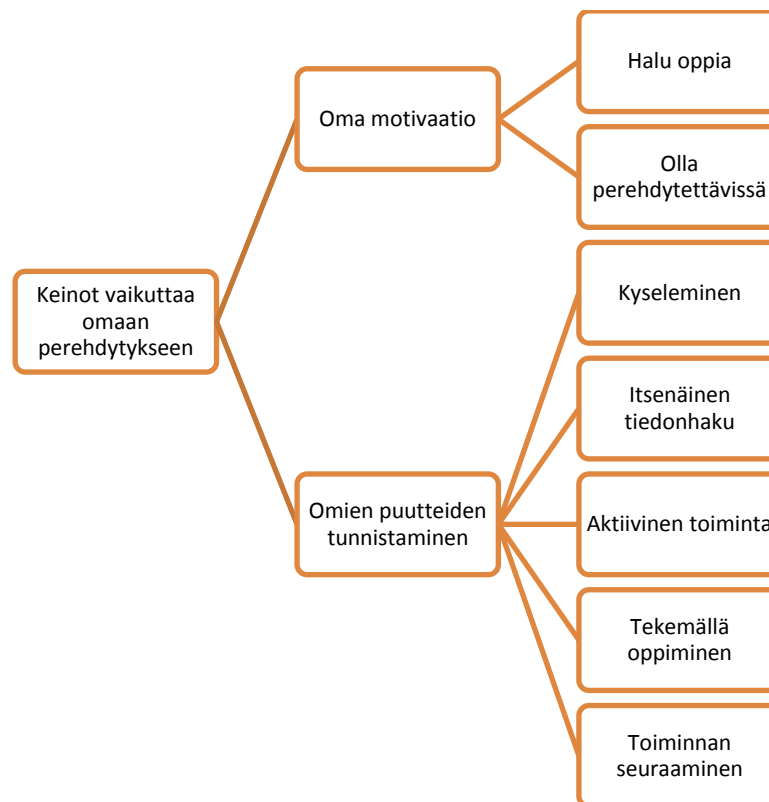 Keinot vaikuttaa
omaan
perehdytykseen
Oma motivaatio
Halu oppia
Olla
perehdytettävissä
Omien puutteiden
tunnistaminen
Kyseleminen
Itsenäinen
tiedonhaku
Aktiivinen toiminta
Tekemällä
oppiminen
Toiminnan
seuraaminen